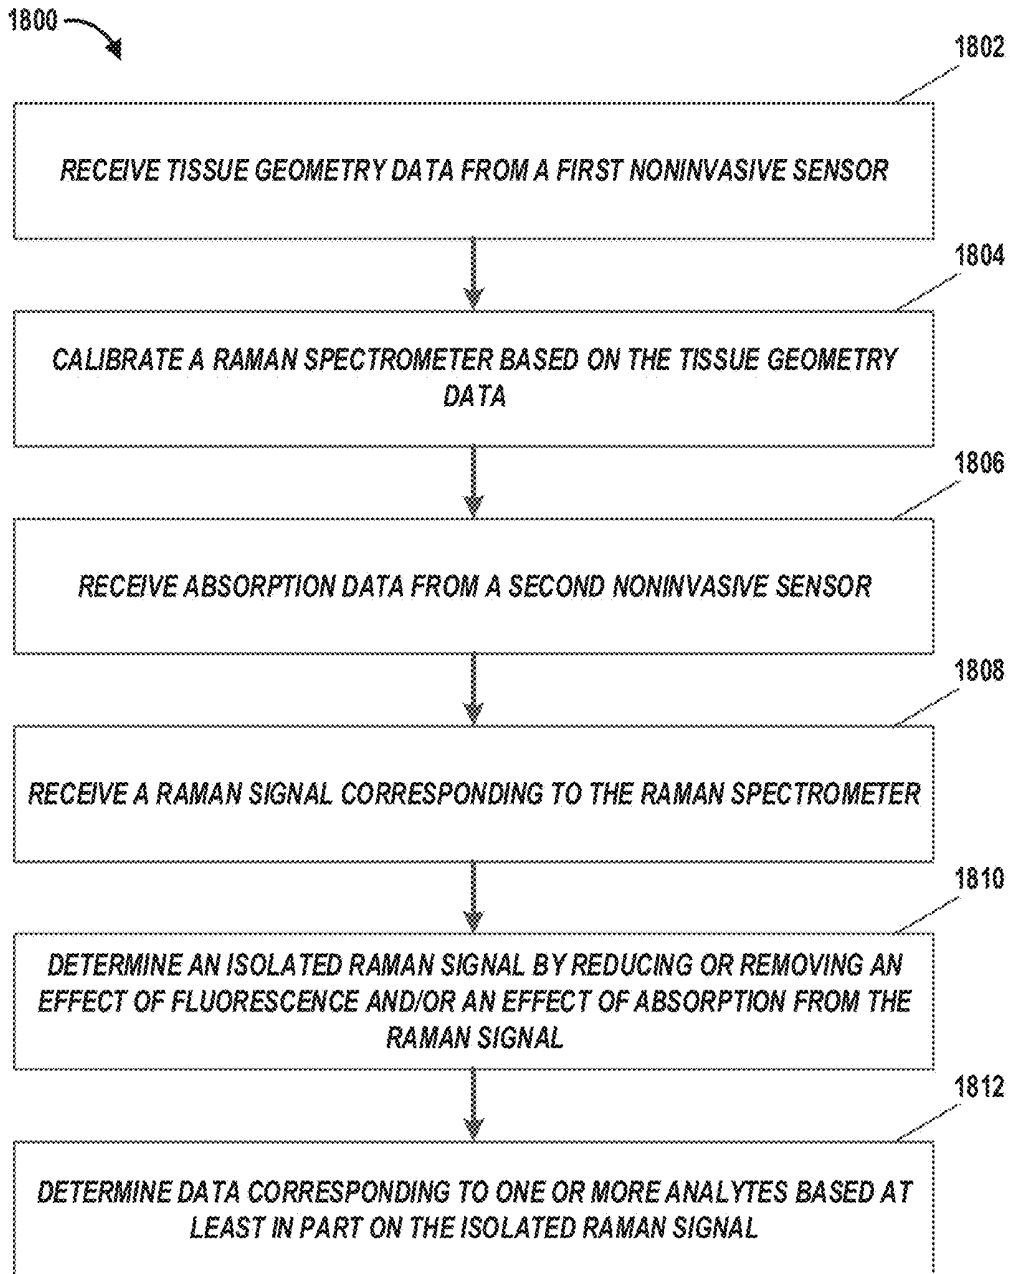 1800
1802
RECEIVE TISSUE GEOMETRY DATA FROM A FIRST NONINVASIVE SENSOR
1804
CALIBRATE A RAMAN SPECTROMETER BASED ON THE TISSUE GEOMETRY
DATA
1806
RECEIVE ABSORPTION DATA FROM A SECOND NONINVASIVE SENSOR
1808
RECEIVE A RAMAN SIGNAL CORRESPONDING TO THE RAMAN SPECTROMETER
1810
DETERMINE AN ISOLATED RAMAN SIGNAL BY REDUCING OR REMOVING AN
EFFECT OF FLUORESCENCE AND/OR AN EFFECT OF ABSORPTION FROM THE
RAMAN SIGNAL
1812
DETERMINE DATA CORRESPONDING TO ONE OR MORE ANALYTES BASED AT
LEAST IN PART ON THE ISOLATED RAMAN SIGNAL